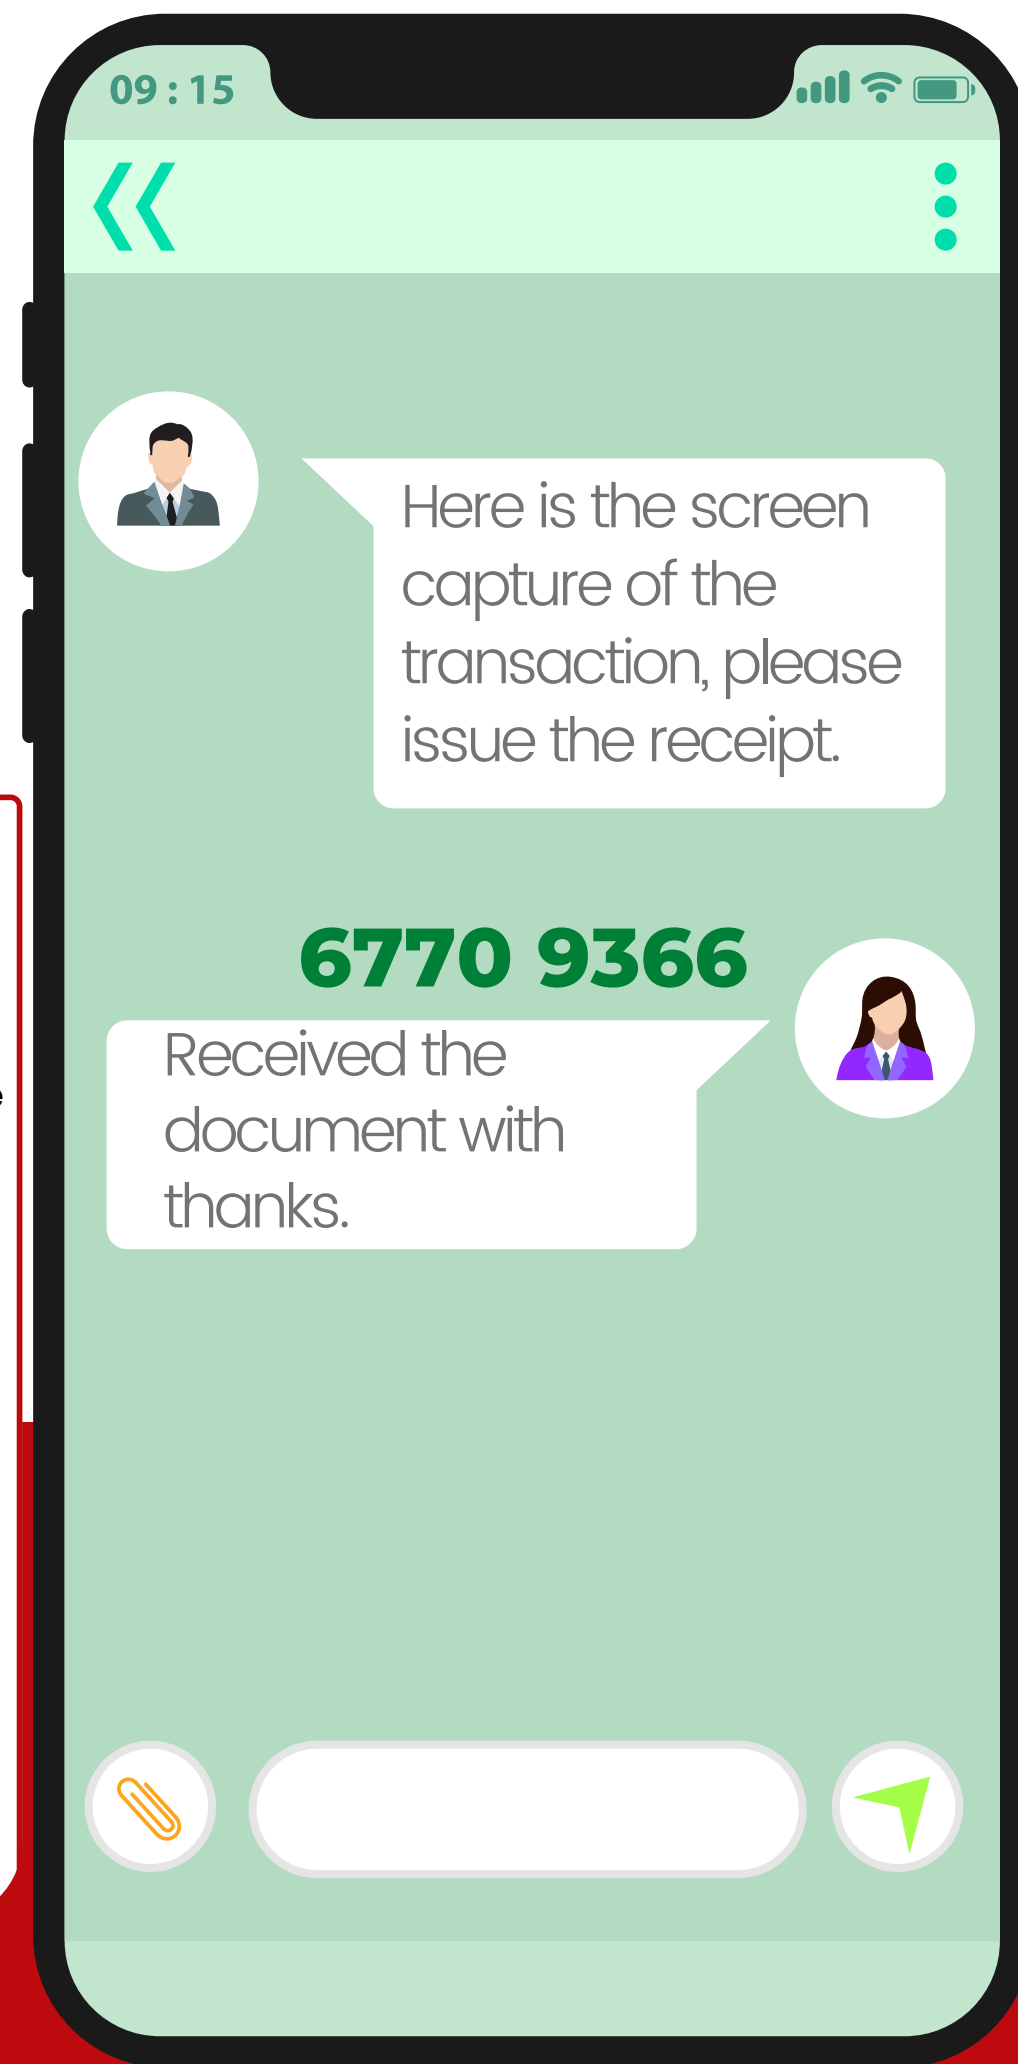 09 : 15
Here is the screen
capture of the
transaction, please
issue the receipt.
6770 9366
Received the
document with
thanks.